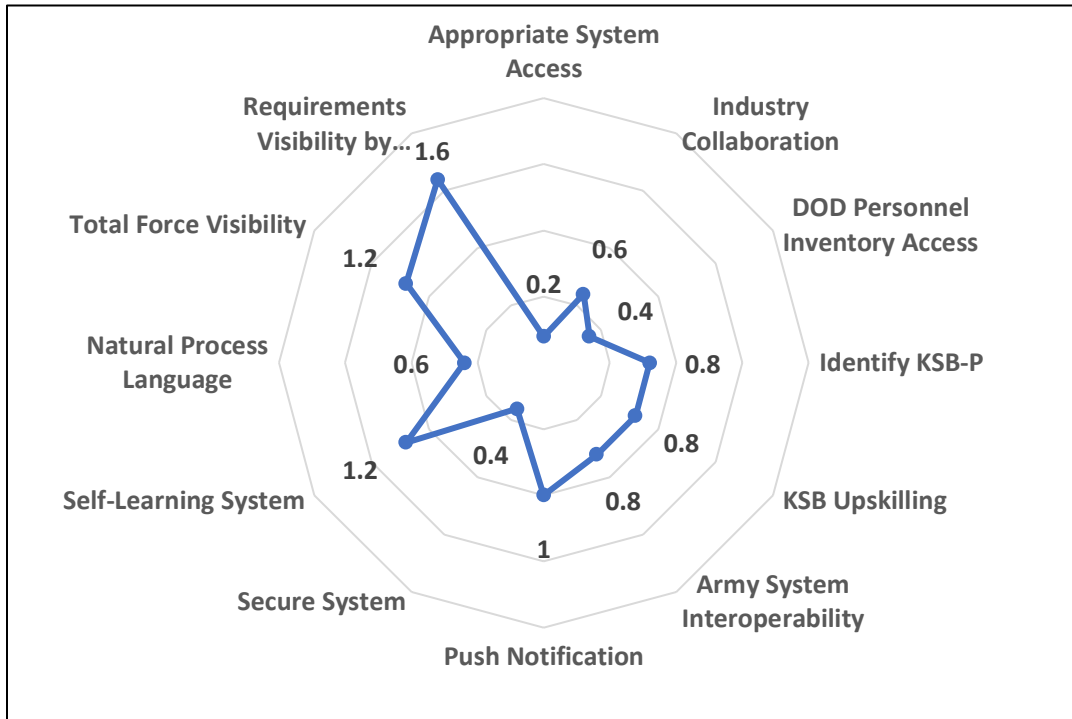 Appropriate System
Access
Requirements
Visibility by...
Industry
Collaboration
1.6
DOD Personnel
Inventory Access
Total Force Visibility
1.2
0.6
0.2
0.4
Natural Process
Language
0.6
0.8
Identify KSB-P
0.8
0.4
1.2
Self-Learning System
0.8
KSB Upskilling
1
Secure System
Army System
Interoperability
Push Notification